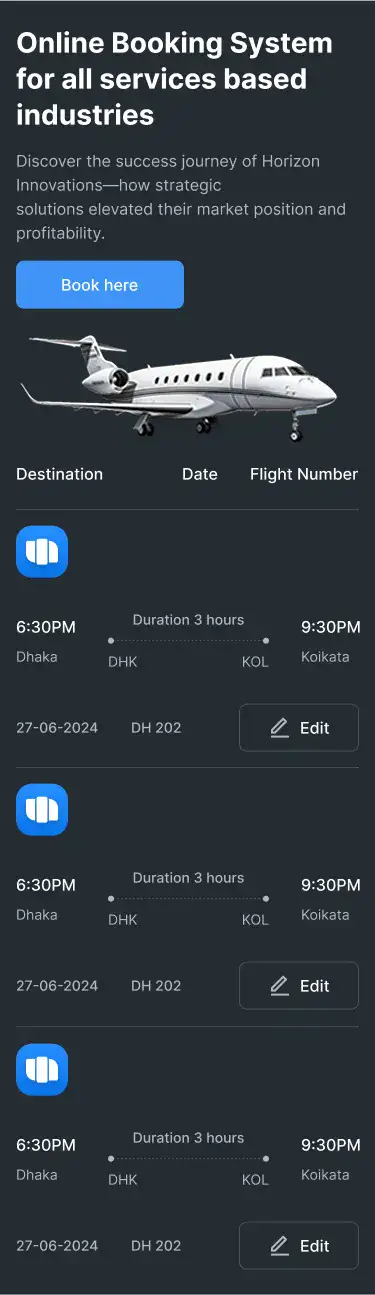 Online Booking System
for all services based
industries
Discover the success journey of Horizon
Innovations—how strategic
solutions elevated their market position and
profitability.
Book here
Destination Date Flight Number
Duration 3 hours
6:30PM 9:30PM
Dhaka DHK KOL Koikata
27-06-2024 DH 202 Edit
Duration 3 hours
6:30PM 9:30PM
Dhaka DHK KOL Koikata
27-06-2024 DH 202 Edit
Duration 3 hours
6:30PM 9:30PM
Dhaka DHK KOL Koikata
27-06-2024 DH 202 Edit